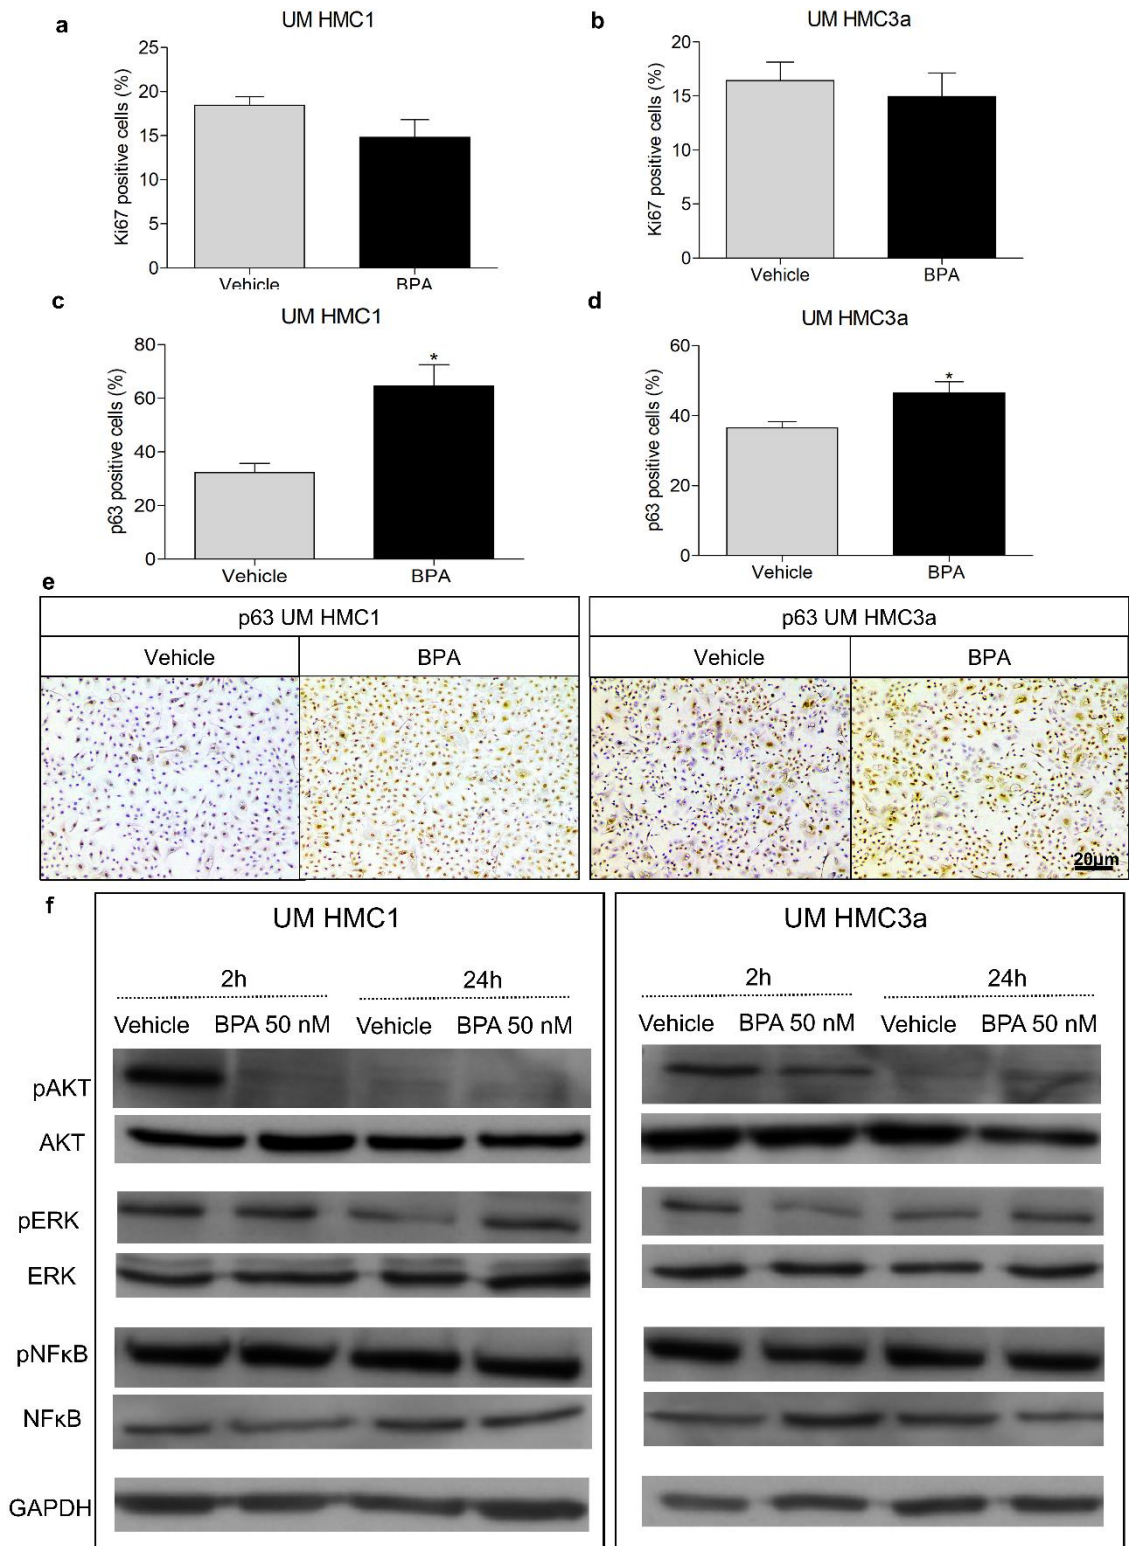 a
UM HMC1
Ki67 positive cells (%)
25
20
15
10
5
0
Vehicle BPA
b
UM HMC3a
Ki67 positive cells (%)
20
15
10
5
0
Vehicle BPA
c
UM HMC1
p63 positive cells (%)
80
60
40
20
0
*
Vehicle BPA
d
UM HMC3a
p63 positive cells (%)
60
40
20
0
*
Vehicle BPA
e
p63 UM HMC1
Vehicle BPA
p63 UM HMC3a
Vehicle BPA
20µm
f
UM HMC1
2h 24h
Vehicle BPA 50 nM Vehicle BPA 50 nM
UM HMC3a
2h 24h
Vehicle BPA 50 nM Vehicle BPA 50 nM
pAKT
AKT
pERK
ERK
pNFκB
NFκB
GAPDH